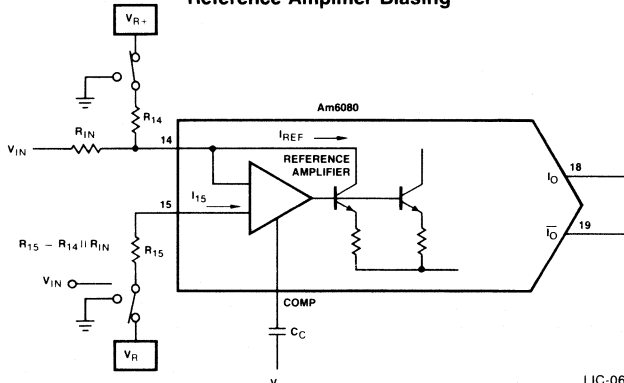 Reference Amplifier Biasing
VR+
R14
Am6080
VIN
RIN
14
IREF
REFERENCE
AMPLIFIER
18
IO
15
I15
19
IO
R15 – R14 || RIN
R15
VIN
COMP
CC
VR
V
LIC-06